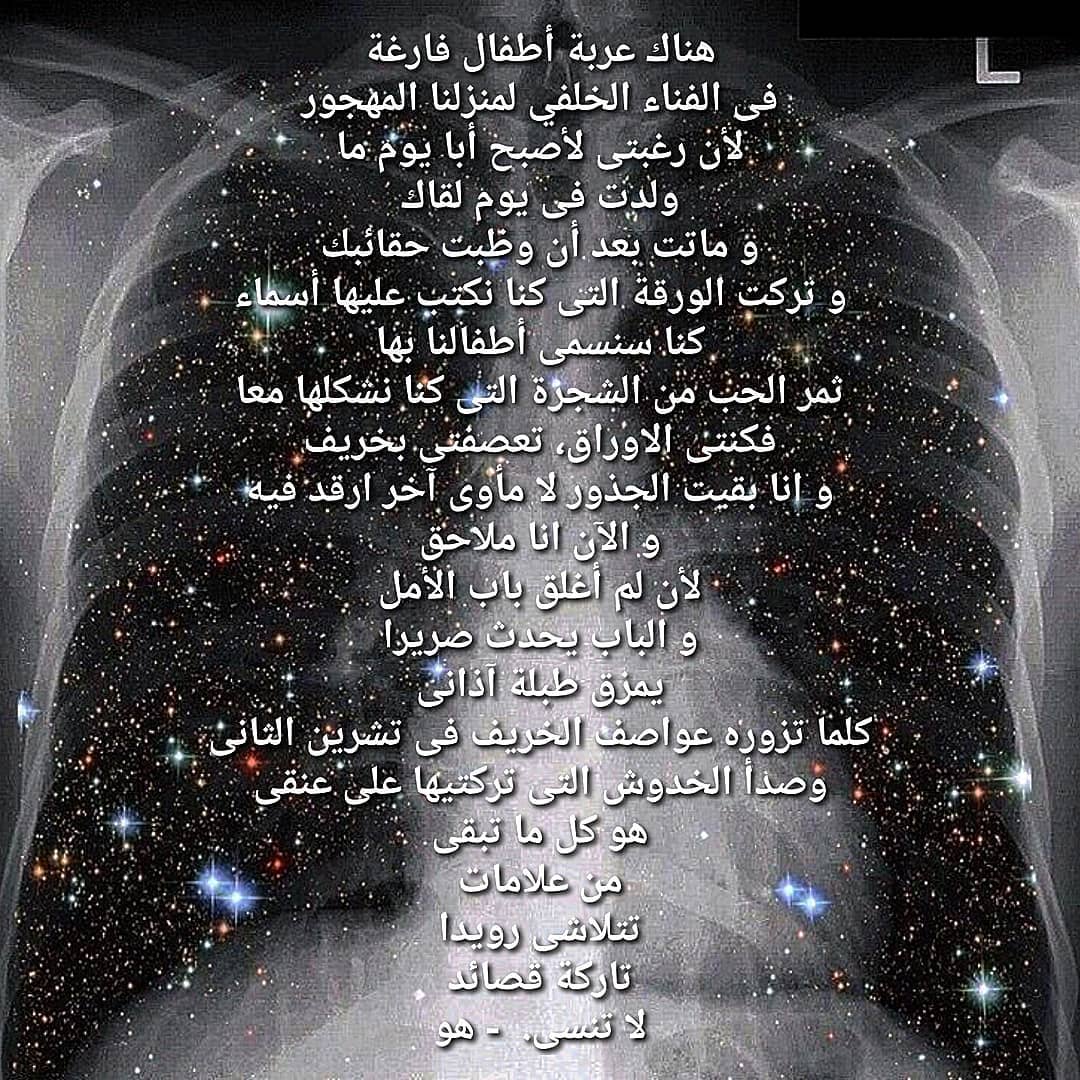 L
هناك عربة أطفال فارغة
فى الفناء الخلفي لمنزلنا المهجور
لأن رغبتى لأصبح أبا يوم ما
ولدت فى يوم لقاك
و ماتت بعد أن وظّبت حقائبك
و تركت الورقة التى كنا نكتب عليها أسماء
كنا سنسمى أطفالنا بها
ثمر الحب من الشجرة التى كنا نشكلها معا
فكنتى الاوراق، تعصفتى بخريف
و انا بقيت الجذور لا مأوى آخر ارقد فيه
و الآن انا ملاحق
لأن لم أغلق باب الأمل
و الباب يحدث صريرا
يمزق طبلة آذانى
كلما تزوره عواصف الخريف فى تشرين الثانى
وصدأ الخدوش التى تركتيها على عنقى
هو كل ما تبقى
من علامات
تتلاشى رويدا
تاركة قصائد
لا تنسى. - هو